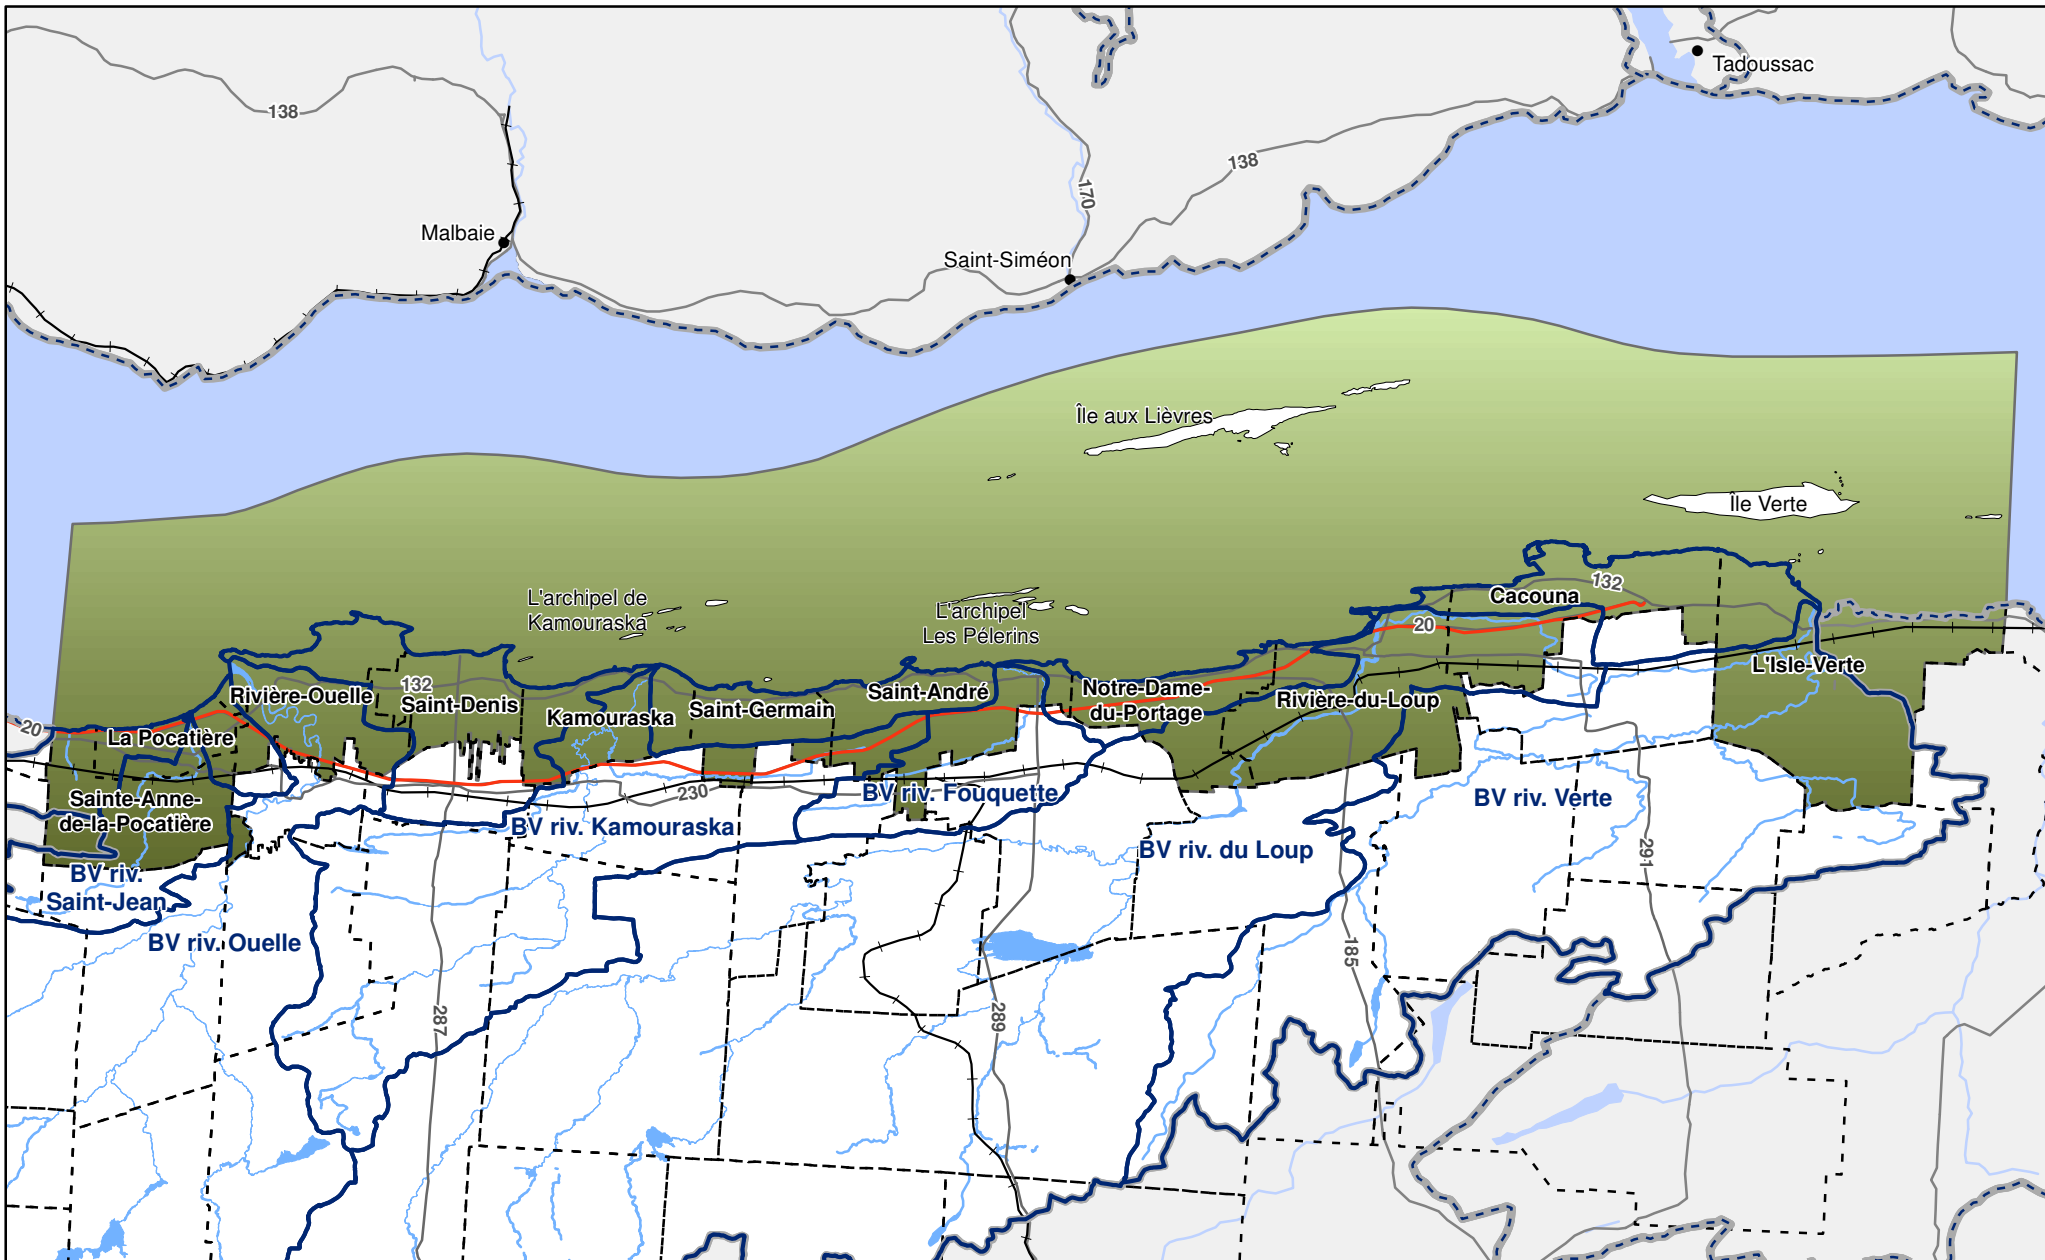 Tadoussac
138
138
170
Malbaie
Saint-Siméon
Île aux Lièvres
Île Verte
L'archipel de
Kamouraska
L'archipel
Les Pélerins
132
Cacouna
20
L'Isle-Verte
132
Rivière-Ouelle
Saint-Denis
Kamouraska
Saint-Germain
Saint-André
Notre-Dame-
du-Portage
Rivière-du-Loup
20
La Pocatière
Sainte-Anne-
de-la-Pocatière
230
BV riv. Fouquette
BV riv. Verte
BV riv. Kamouraska
BV riv. du Loup
291
BV riv.
Saint-Jean
BV riv. Ouelle
185
287
289